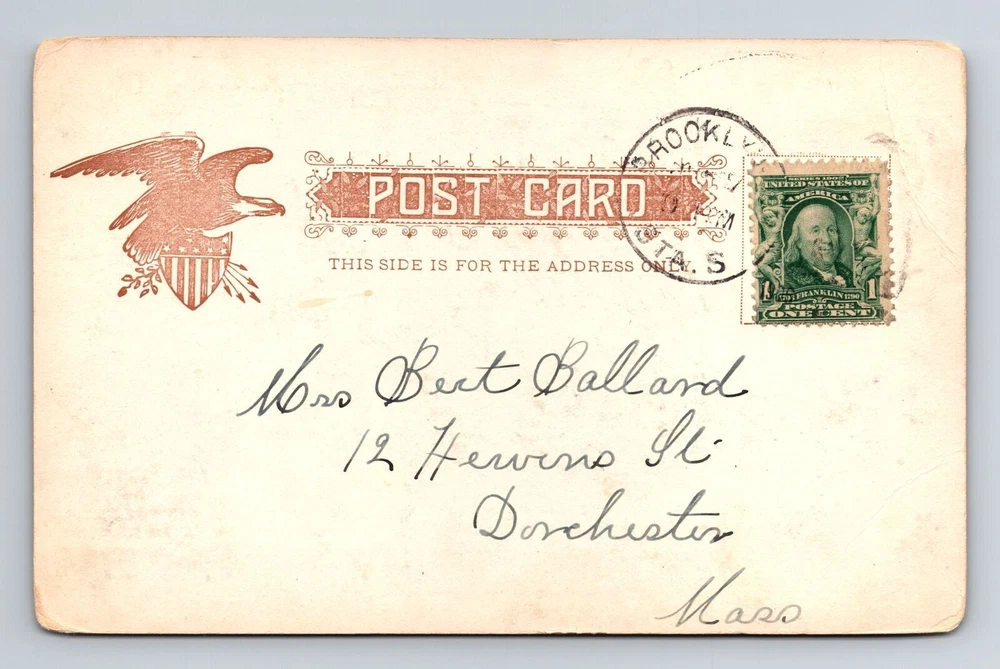 POST CARD
THIS SIDE IS FOR THE ADDRESS ONLY.
BROOKLYN
STA. S
SERIES 1902
UNITED STATES OF
AMERICA
FRANKLIN 1790
1
POSTAGE
ONE CENT
Mrs Bert Ballard
12 Hewins St
Dorchester
Mass